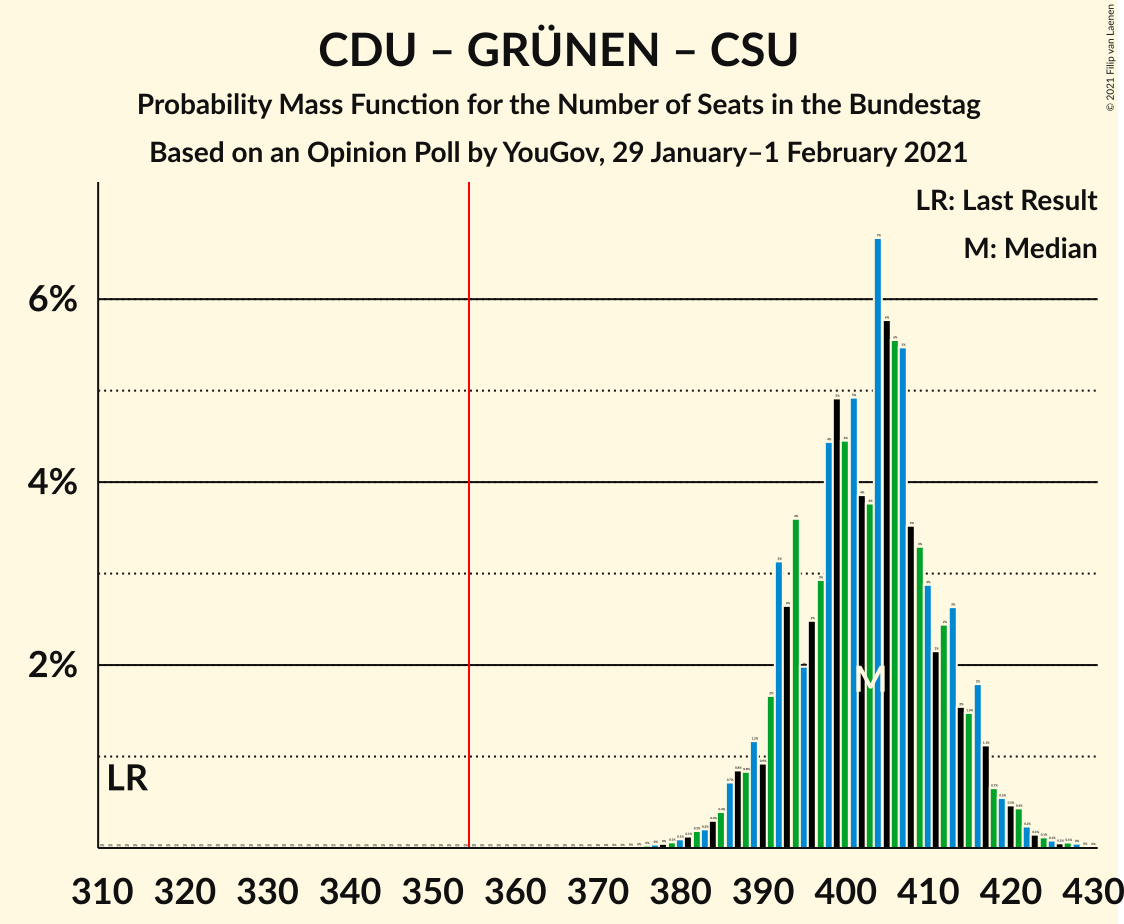 CDU – GRÜNEN – CSU
Probability Mass Function for the Number of Seats in the Bundestag
Based on an Opinion Poll by YouGov, 29 January–1 February 2021
© 2021 Filip van Laenen
LR: Last Result
M: Median
6%
4%
2%
LR
M
310 320 330 340 350 360 370 380 390 400 410 420 430